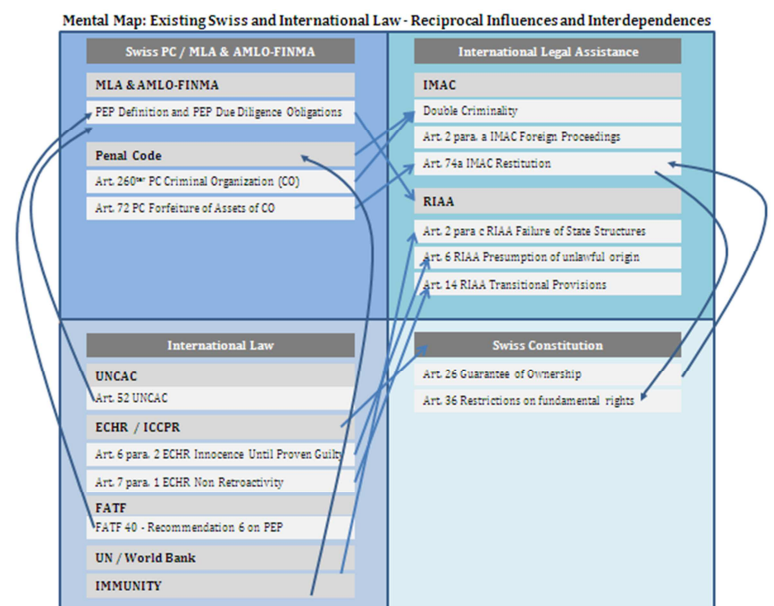 Mental Map: Existing Swiss and International Law - Reciprocal Influences and Interdependences
Swiss PC / MLA & AMLO-FINMA
MLA & AMLO-FINMA
PEP Definition and PEP Due Diligence Obligations
Penal Code
Art. 260ter PC Criminal Organization (CO)
Art. 72 PC Forfeiture of Assets of CO
International Legal Assistance
IMAC
Double Criminality
Art. 2 para. a IMAC Foreign Proceedings
Art. 74a IMAC Restitution
RIAA
Art. 2 para c RIAA Failure of State Structures
Art. 6 RIAA Presumption of unlawful origin
Art. 14 RIAA Transitional Provisions
International Law
UNCAC
Art. 52 UNCAC
ECHR / ICCPR
Art. 6 para. 2 ECHR Innocence Until Proven Guilty
Art. 7 para. 1 ECHR Non Retroactivity
FATF
FATF 40 - Recommendation 6 on PEP
UN / World Bank
IMMUNITY
Swiss Constitution
Art. 26 Guarantee of Ownership
Art. 36 Restrictions on fundamental rights